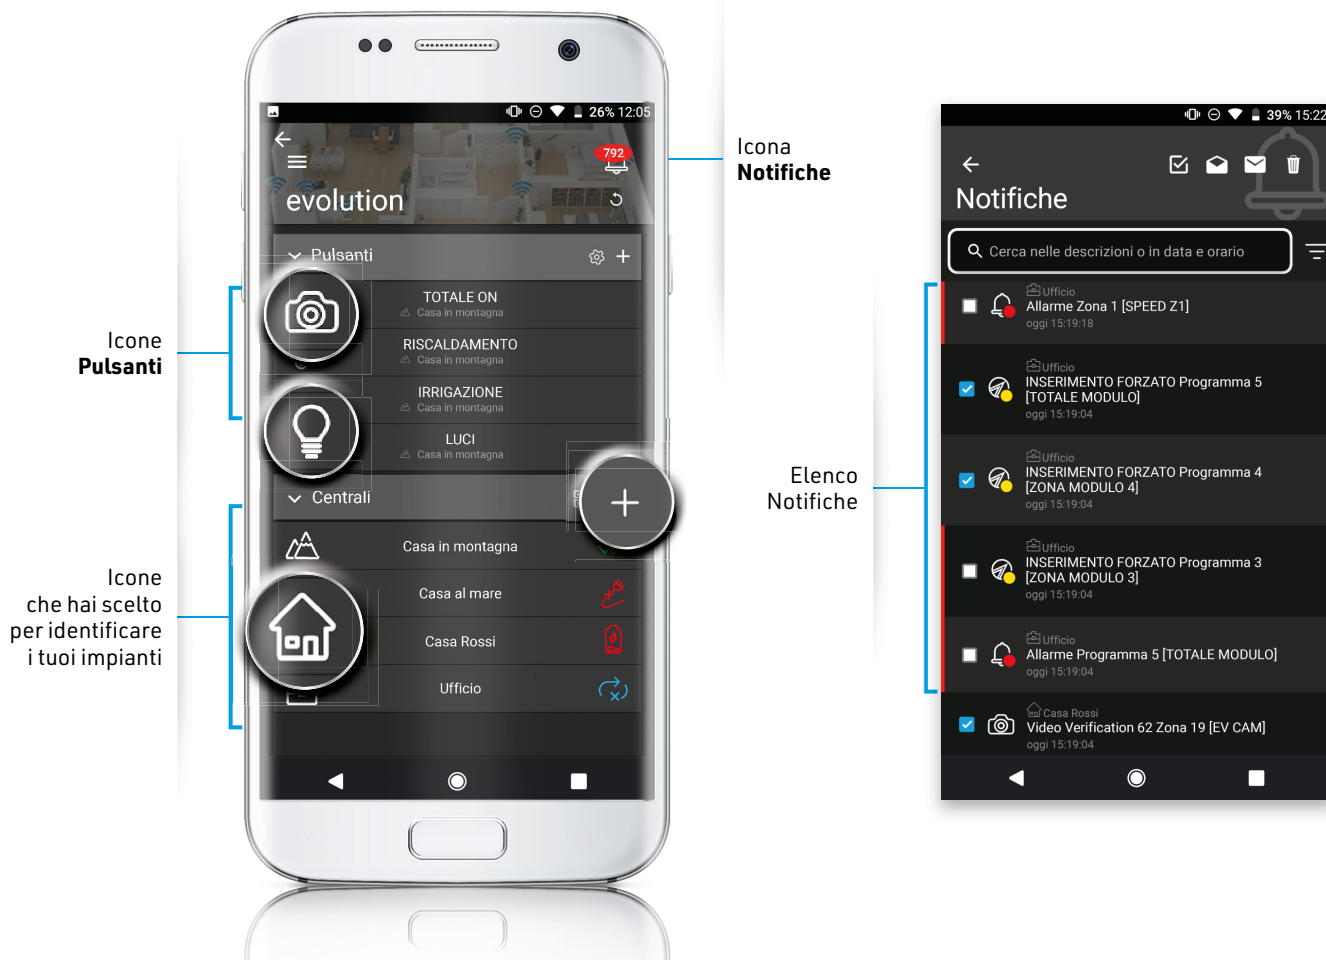 26% 12:05
792
evolution
Pulsanti
TOTALE ON
Casa in montagna
RISCALDAMENTO
Casa in montagna
IRRIGAZIONE
Casa in montagna
LUCI
Casa in montagna
Centrali
Casa in montagna
Casa al mare
Casa Rossi
Ufficio
Icone
Pulsanti
Icone
che hai scelto
per identificare
i tuoi impianti
Icona
Notifiche
Elenco
Notifiche
39% 15:22
Notifiche
Cerca nelle descrizioni o in data e orario
Ufficio
Allarme Zona 1 [SPEED Z1]
oggi 15:19:18
Ufficio
INSERIMENTO FORZATO Programma 5
[TOTALE MODULO]
oggi 15:19:04
Ufficio
INSERIMENTO FORZATO Programma 4
[ZONA MODULO 4]
oggi 15:19:04
Ufficio
INSERIMENTO FORZATO Programma 3
[ZONA MODULO 3]
oggi 15:19:04
Ufficio
Allarme Programma 5 [TOTALE MODULO]
oggi 15:19:04
Casa Rossi
Video Verification 62 Zona 19 [EV CAM]
oggi 15:19:04